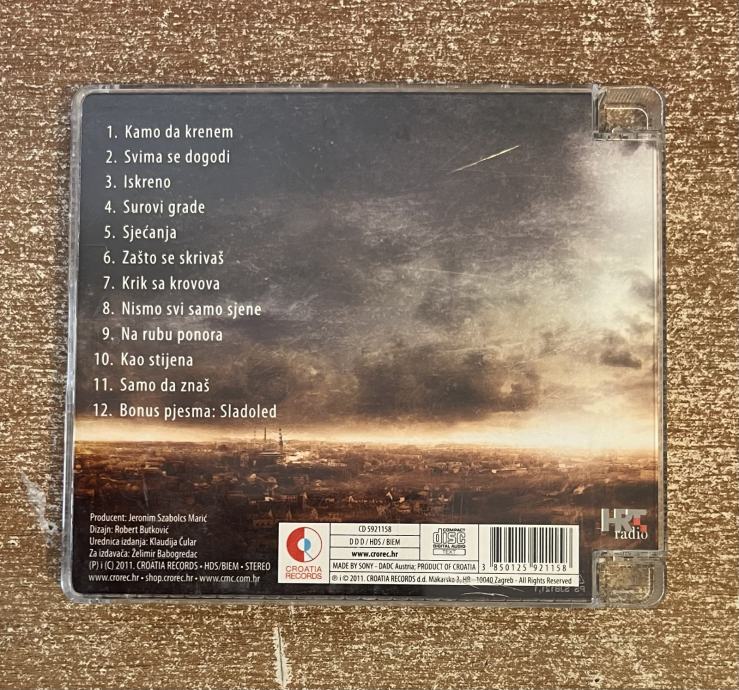 1. Kamo da krenem
2. Svima se dogodi
3. Iskreno
4. Surovi grade
5. Sjećanja
6. Zašto se skrivaš
7. Krik sa krovova
8. Nismo svi samo sjene
9. Na rubu ponora
10. Kao stijena
11. Samo da znaš
12. Bonus pjesma: Sladoled
HRT
radio
Producent: Jeronim Szabolcs Marić
Dizajn: Robert Butković
Urednica izdanja: Klaudija Čular
Za izdavača: Želimir Babogredac
(P) i (C) 2011. CROATIA RECORDS • HDS/BIEM • STEREO
www.crorec.hr • shop.crorec.hr • www.cmc.com.hr
CROATIA
RECORDS
CD 5921158
D D D / HDS / BIEM
www.crorec.hr
COMPACT
disc
DIGITAL AUDIO
TEXT
MADE BY SONY - DADC Austria; PRODUCT OF CROATIA
3 850125 921158
℗ i © 2011. CROATIA RECORDS d.d. Makarska 3, HR - 10040 Zagreb - All Rights Reserved